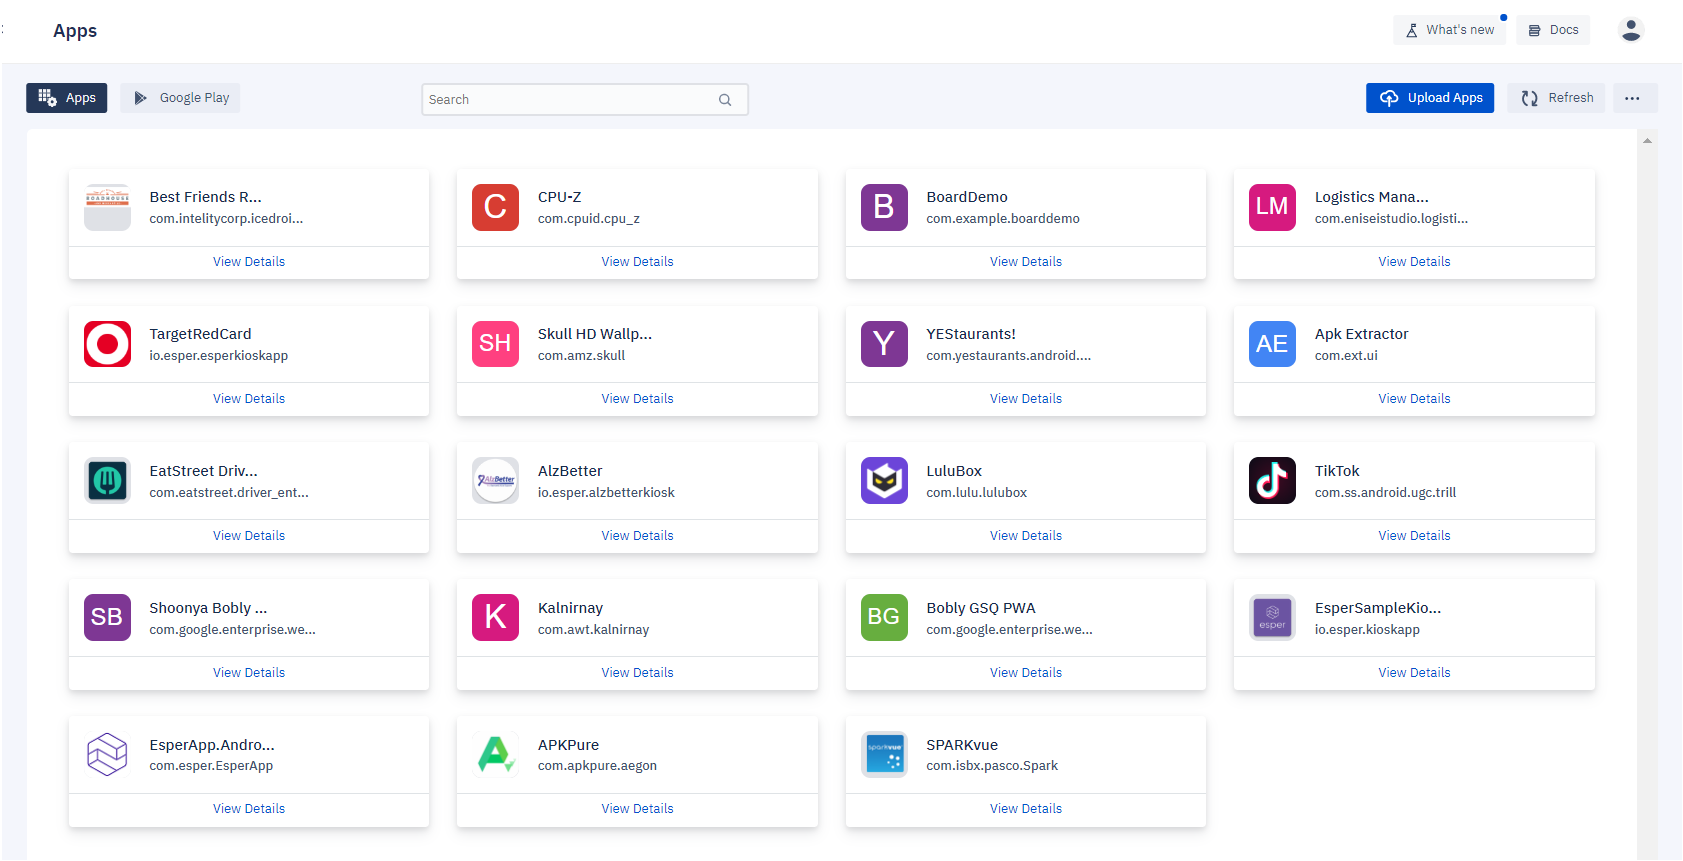 Apps
What's new
Docs
Apps
Google Play
Search
Upload Apps
Refresh
...
Best Friends R...
com.intelitycorp.icedroi...
View Details
C
CPU-Z
com.cpuid.cpu_z
View Details
B
BoardDemo
com.example.boarddemo
View Details
LM
Logistics Mana...
com.eniseistudio.logisti...
View Details
TargetRedCard
io.esper.esperkioskapp
View Details
SH
Skull HD Wallp...
com.amz.skull
View Details
Y
YEStaurants!
com.yestaurants.android....
View Details
AE
Apk Extractor
com.ext.ui
View Details
EatStreet Driv...
com.eatstreet.driver_ent...
View Details
AlzBetter
AlzBetter
io.esper.alzbetterkiosk
View Details
LuluBox
com.lulu.lulubox
View Details
TikTok
com.ss.android.ugc.trill
View Details
SB
Shoonya Bobly ...
com.google.enterprise.we...
View Details
K
Kalnirnay
com.awt.kalnirnay
View Details
BG
Bobly GSQ PWA
com.google.enterprise.we...
View Details
esper
EsperSampleKio...
io.esper.kioskapp
View Details
EsperApp.Andro...
com.esper.EsperApp
View Details
APKPure
com.apkpure.aegon
View Details
sparkvue
SPARKvue
com.isbx.pasco.Spark
View Details